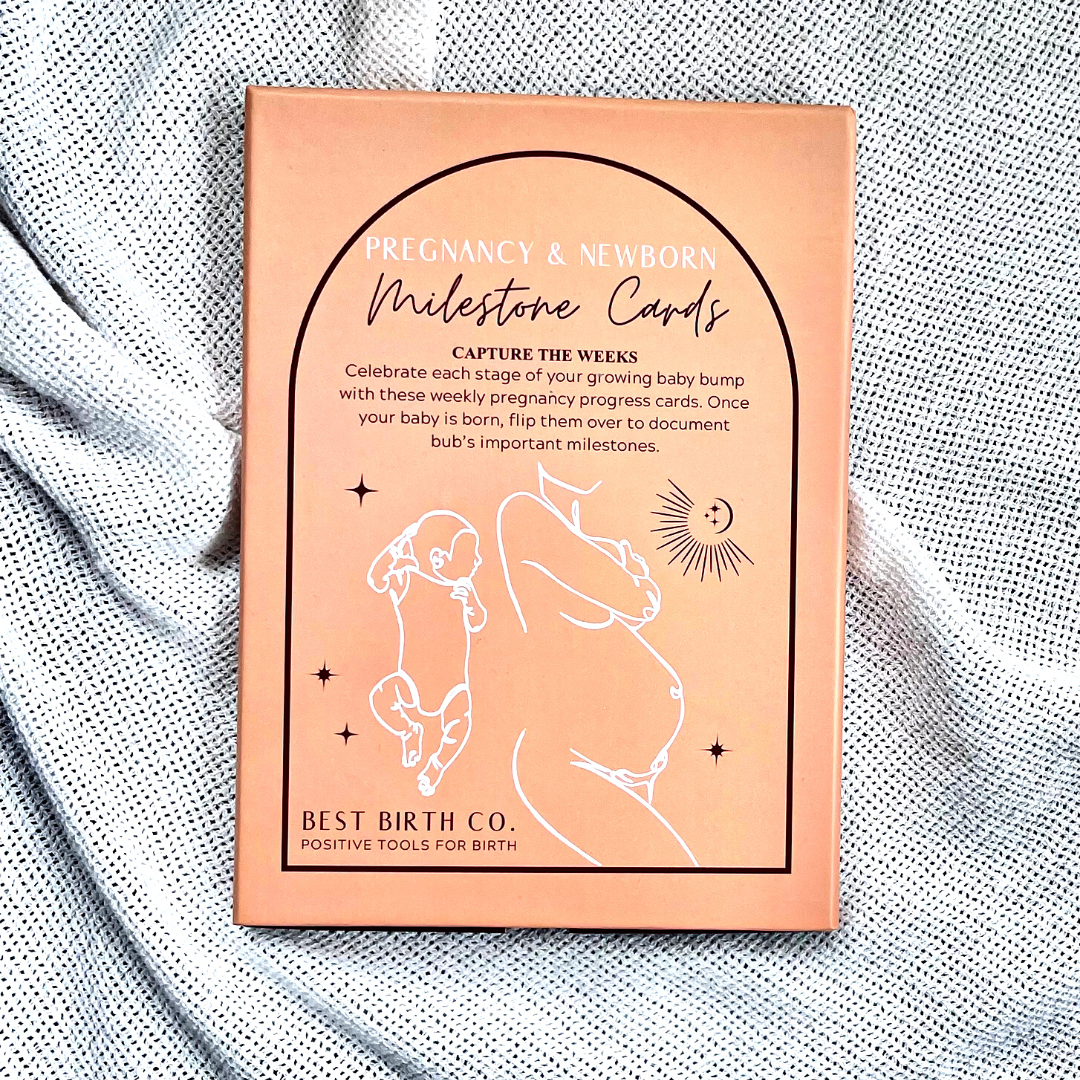 PREGNANCY & NEWBORN
Milestone Cards
CAPTURE THE WEEKS
Celebrate each stage of your growing baby bump
with these weekly pregnancy progress cards. Once
your baby is born, flip them over to document
bub's important milestones.
BEST BIRTH CO.
POSITIVE TOOLS FOR BIRTH